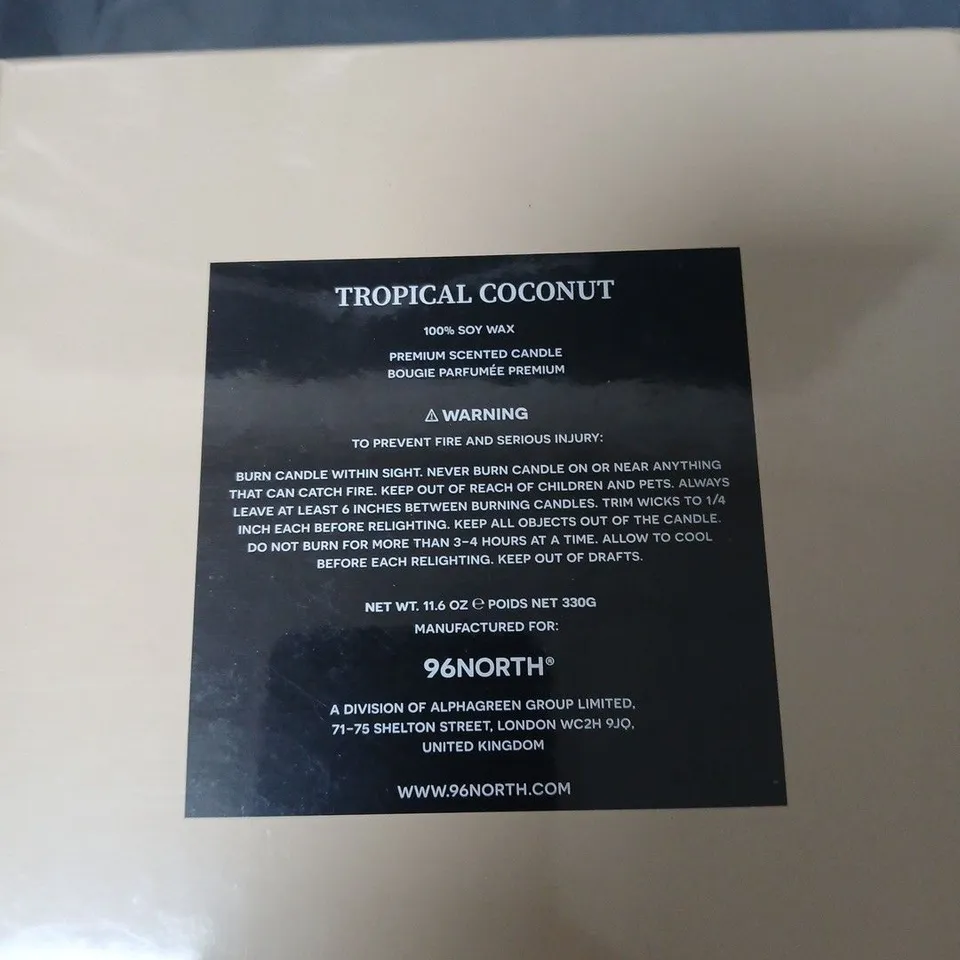 TROPICAL COCONUT
100% SOY WAX
PREMIUM SCENTED CANDLE
BOUGIE PARFUMÉE PREMIUM
⚠ WARNING
TO PREVENT FIRE AND SERIOUS INJURY:
BURN CANDLE WITHIN SIGHT. NEVER BURN CANDLE ON OR NEAR ANYTHING
THAT CAN CATCH FIRE. KEEP OUT OF REACH OF CHILDREN AND PETS. ALWAYS
LEAVE AT LEAST 6 INCHES BETWEEN BURNING CANDLES. TRIM WICKS TO 1/4
INCH EACH BEFORE RELIGHTING. KEEP ALL OBJECTS OUT OF THE CANDLE.
DO NOT BURN FOR MORE THAN 3-4 HOURS AT A TIME. ALLOW TO COOL
BEFORE EACH RELIGHTING. KEEP OUT OF DRAFTS.
NET WT. 11.6 OZ ℮ POIDS NET 330G
MANUFACTURED FOR:
96NORTH®
A DIVISION OF ALPHAGREEN GROUP LIMITED,
71-75 SHELTON STREET, LONDON WC2H 9JQ,
UNITED KINGDOM
WWW.96NORTH.COM